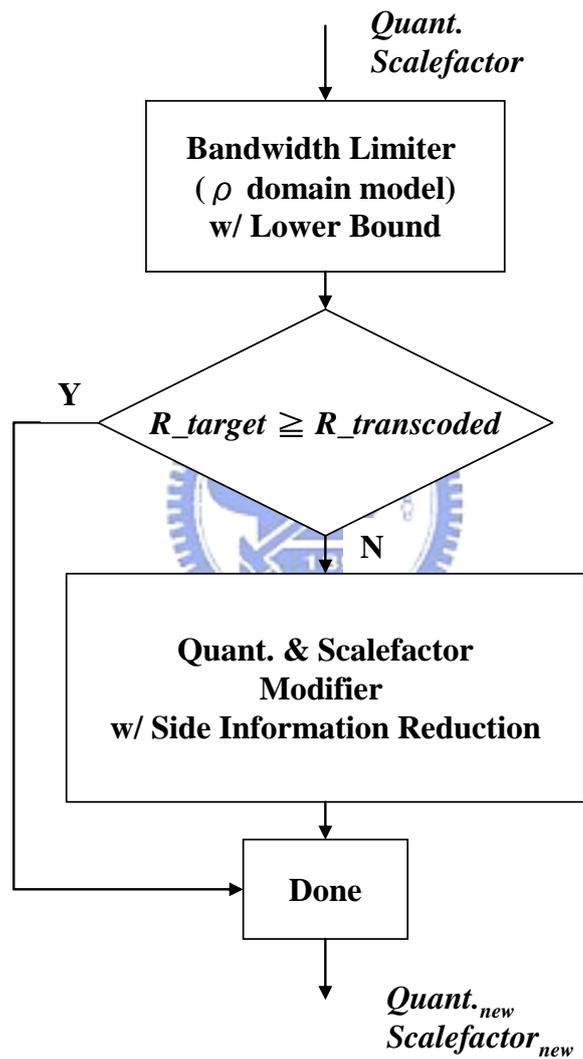 Quant.
Scalefactor
Bandwidth Limiter
( ρ domain model)
w/ Lower Bound
Y
R_target ≧ R_transcoded
N
Quant. & Scalefactor
Modifier
w/ Side Information Reduction
Done
Quant.new
Scalefactornew